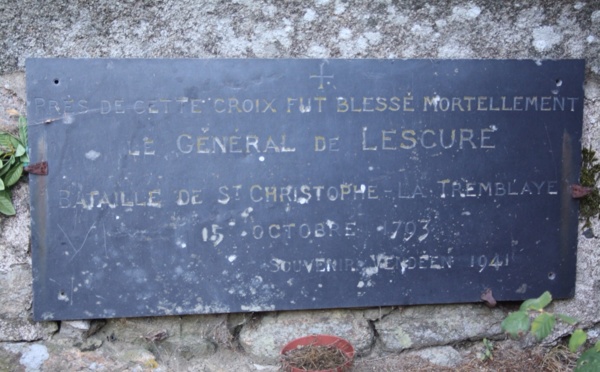 PRÈS DE CETTE CROIX FUT BLESSÉ MORTELLEMENT
LE GÉNÉRAL DE LESCURE
BATAILLE DE ST CHRISTOPHE - LA TREMBLAYE
15 OCTOBRE 1793
SOUVENIR VENDÉEN 1941